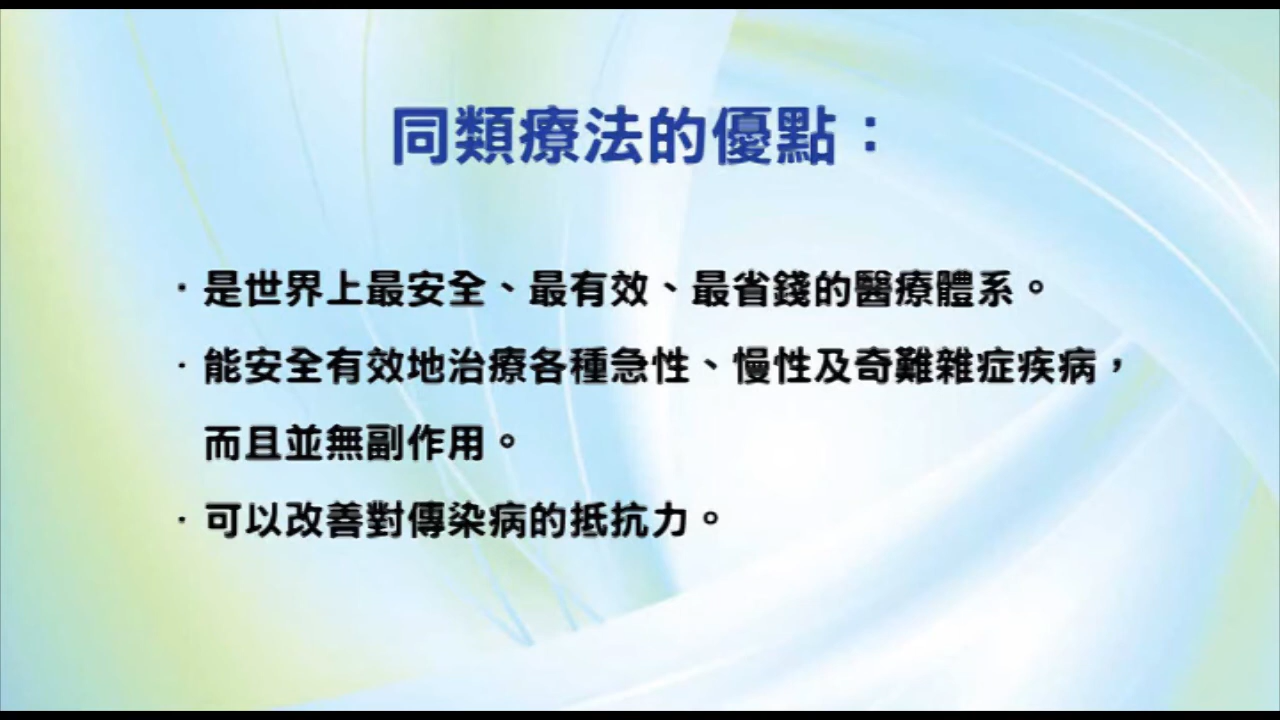 同類療法的優點：
·是世界上最安全、最有效、最省錢的醫療體系。
·能安全有效地治療各種急性、慢性及奇難雜症疾病，
而且並無副作用。
·可以改善對傳染病的抵抗力。